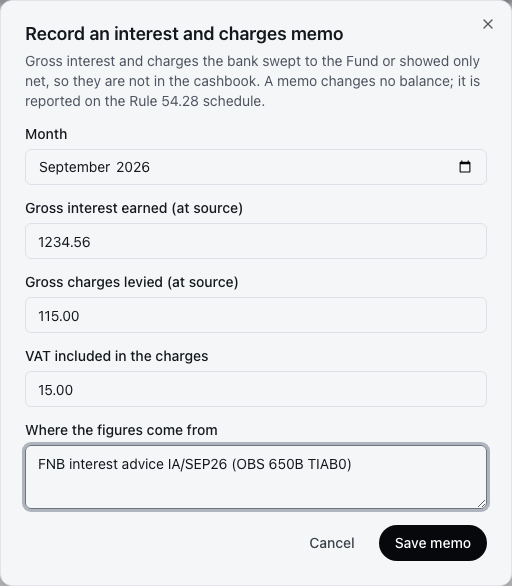 Record an interest and charges memo
Gross interest and charges the bank swept to the Fund or showed only
net, so they are not in the cashbook. A memo changes no balance; it is
reported on the Rule 54.28 schedule.
Month
September 2026
Gross interest earned (at source)
1234.56
Gross charges levied (at source)
115.00
VAT included in the charges
15.00
Where the figures come from
FNB interest advice IA/SEP26 (OBS 650B TIAB0)
Cancel
Save memo